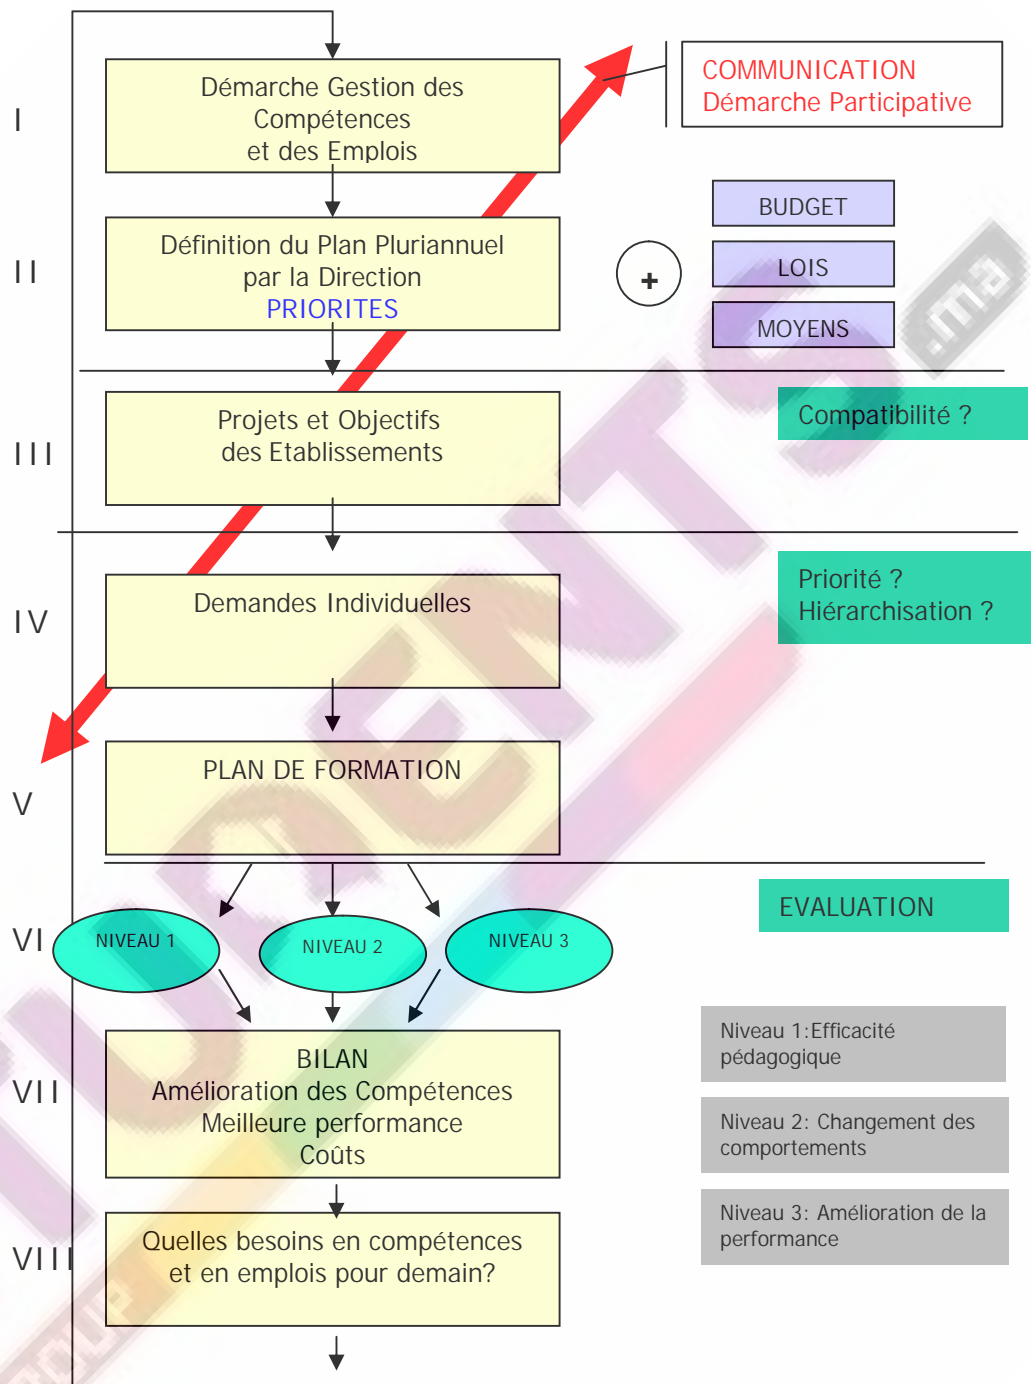 I
Démarche Gestion des
Compétences
et des Emplois
COMMUNICATION
Démarche Participative
II
Définition du Plan Pluriannuel
par la Direction
PRIORITES
+
BUDGET
LOIS
MOYENS
III
Projets et Objectifs
des Etablissements
Compatibilité ?
IV
Demandes Individuelles
Priorité ?
Hiérarchisation ?
V
PLAN DE FORMATION
EVALUATION
VI
NIVEAU 1
NIVEAU 2
NIVEAU 3
VII
BILAN
Amélioration des Compétences
Meilleure performance
Coûts
Niveau 1:Efficacité
pédagogique
Niveau 2: Changement des
comportements
Niveau 3: Amélioration de la
performance
VIII
Quelles besoins en compétences
et en emplois pour demain?
TUDENTS
.ma